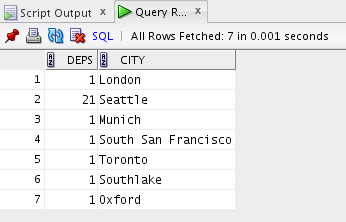 Script Output x Query R... x
SQL All Rows Fetched: 7 in 0.001 seconds
DEPS CITY
1 1 London
2 21 Seattle
3 1 Munich
4 1 South San Francisco
5 1 Toronto
6 1 Southlake
7 1 Oxford